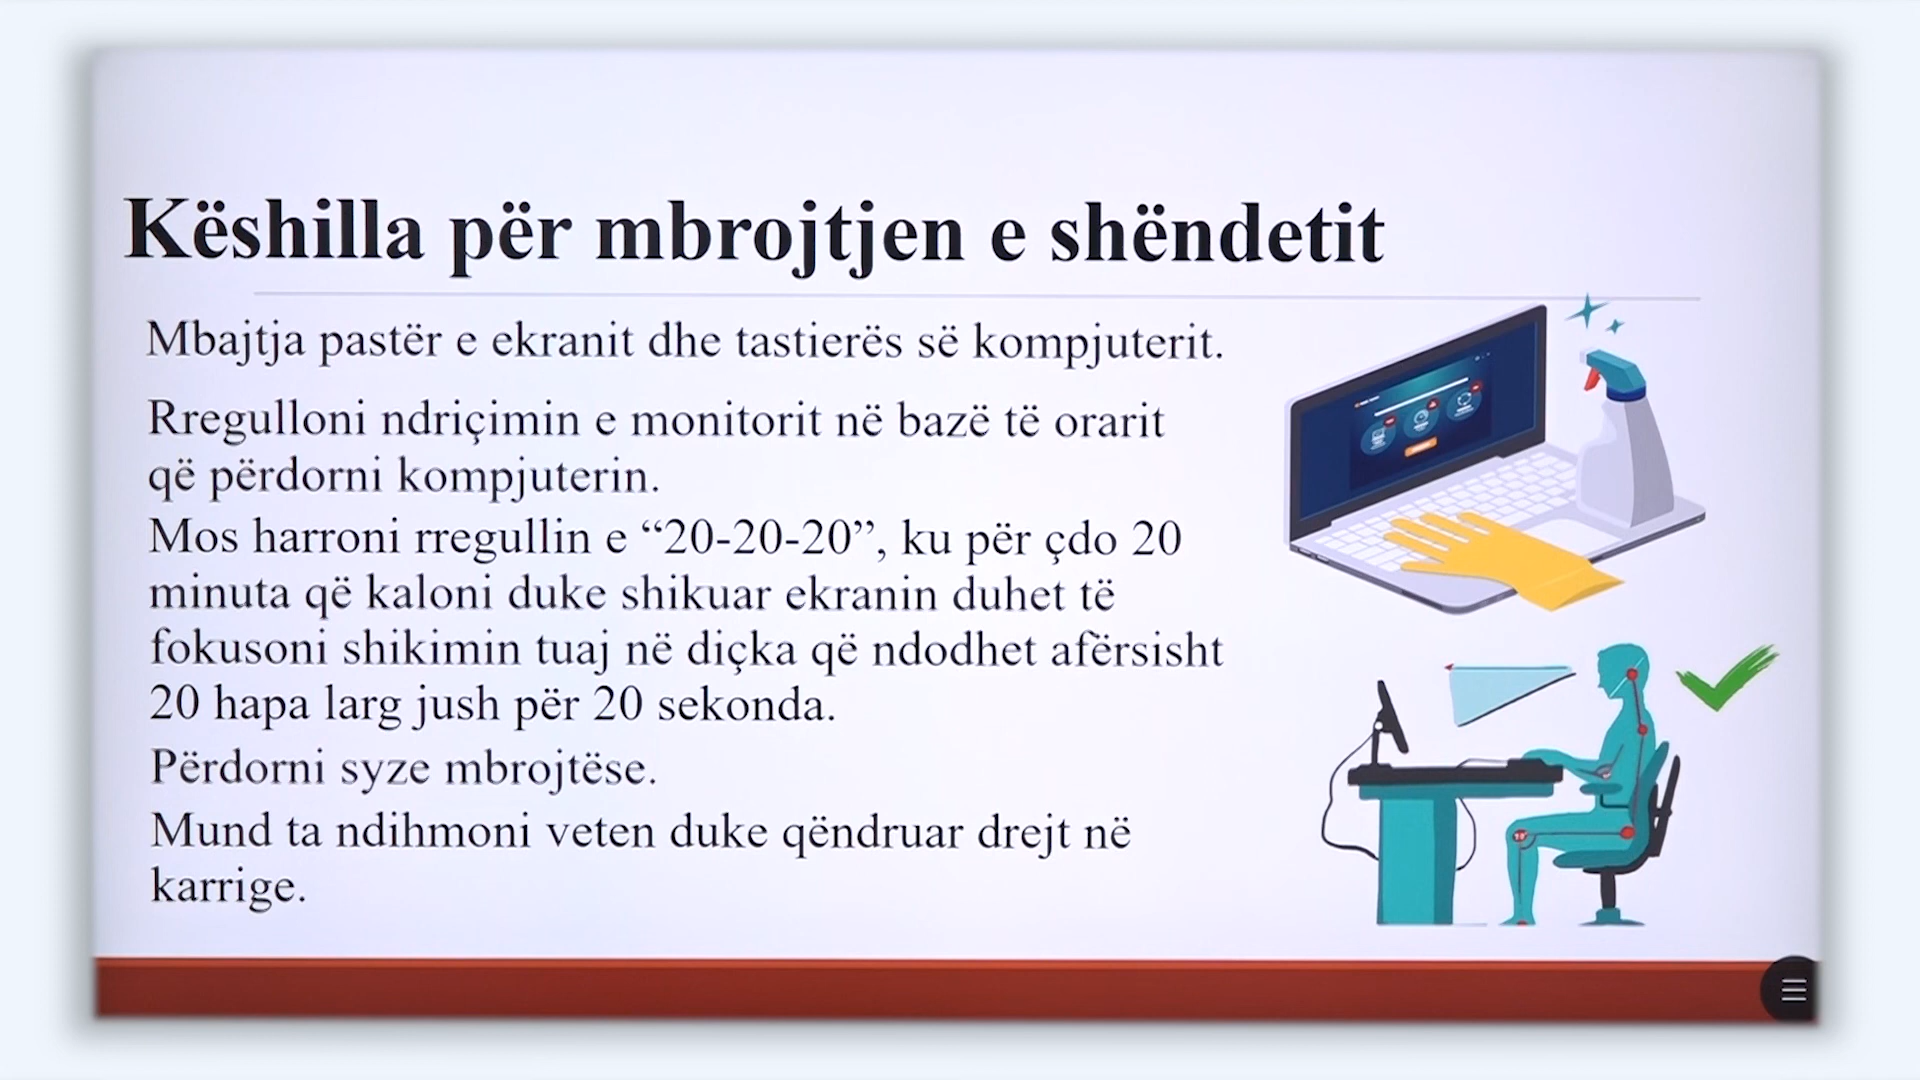 Këshilla për mbrojtjen e shëndetit
Mbajtja pastër e ekranit dhe tastierës së kompjuterit.
Rregulloni ndriçimin e monitorit në bazë të orarit
që përdorni kompjuterin.
Mos harroni rregullin e “20-20-20”, ku për çdo 20
minuta që kaloni duke shikuar ekranin duhet të
fokusoni shikimin tuaj në diçka që ndodhet afërsisht
20 hapa larg jush për 20 sekonda.
Përdorni syze mbrojtëse.
Mund ta ndihmoni veten duke qëndruar drejt në
karrige.